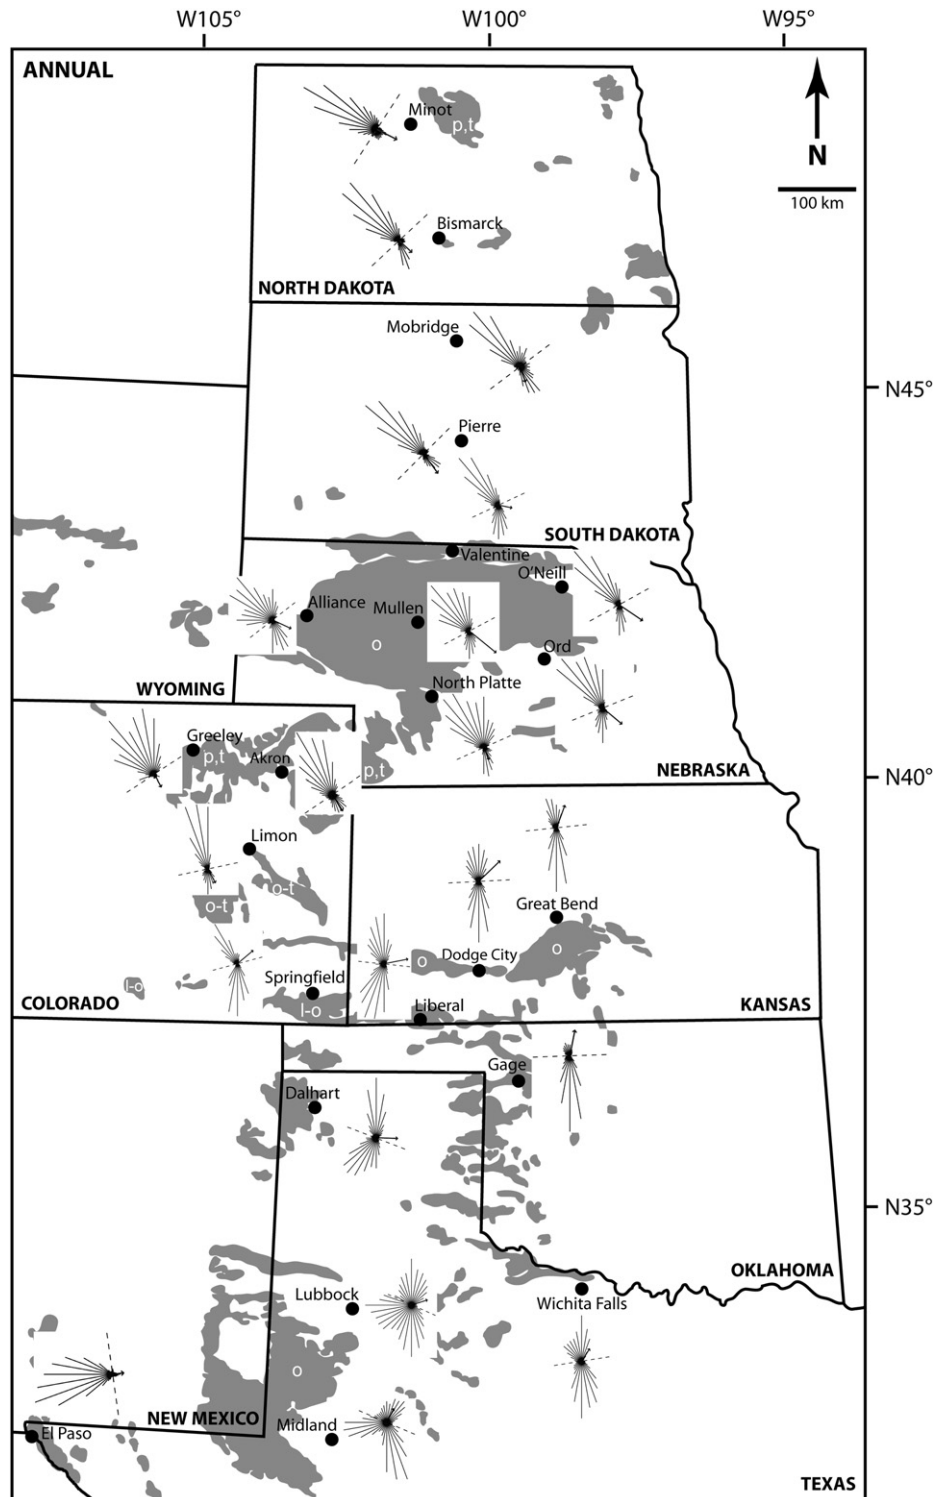 W105° W100° W95°
ANNUAL
Minot
p,t
N
100 km
Bismarck
NORTH DAKOTA
Mobridge
N45°
Pierre
SOUTH DAKOTA
Valentine
O'Neill
Alliance
Mullen
o
Ord
North Platte
WYOMING
Greeley
p,t
Akron
p,t
NEBRASKA
N40°
Limon
o-t
o-t
Great Bend
o
Dodge City
o
Springfield
l-o
l-o
Liberal
COLORADO
KANSAS
Gage
Dalhart
N35°
OKLAHOMA
Lubbock
Wichita Falls
o
NEW MEXICO
Midland
El Paso
TEXAS